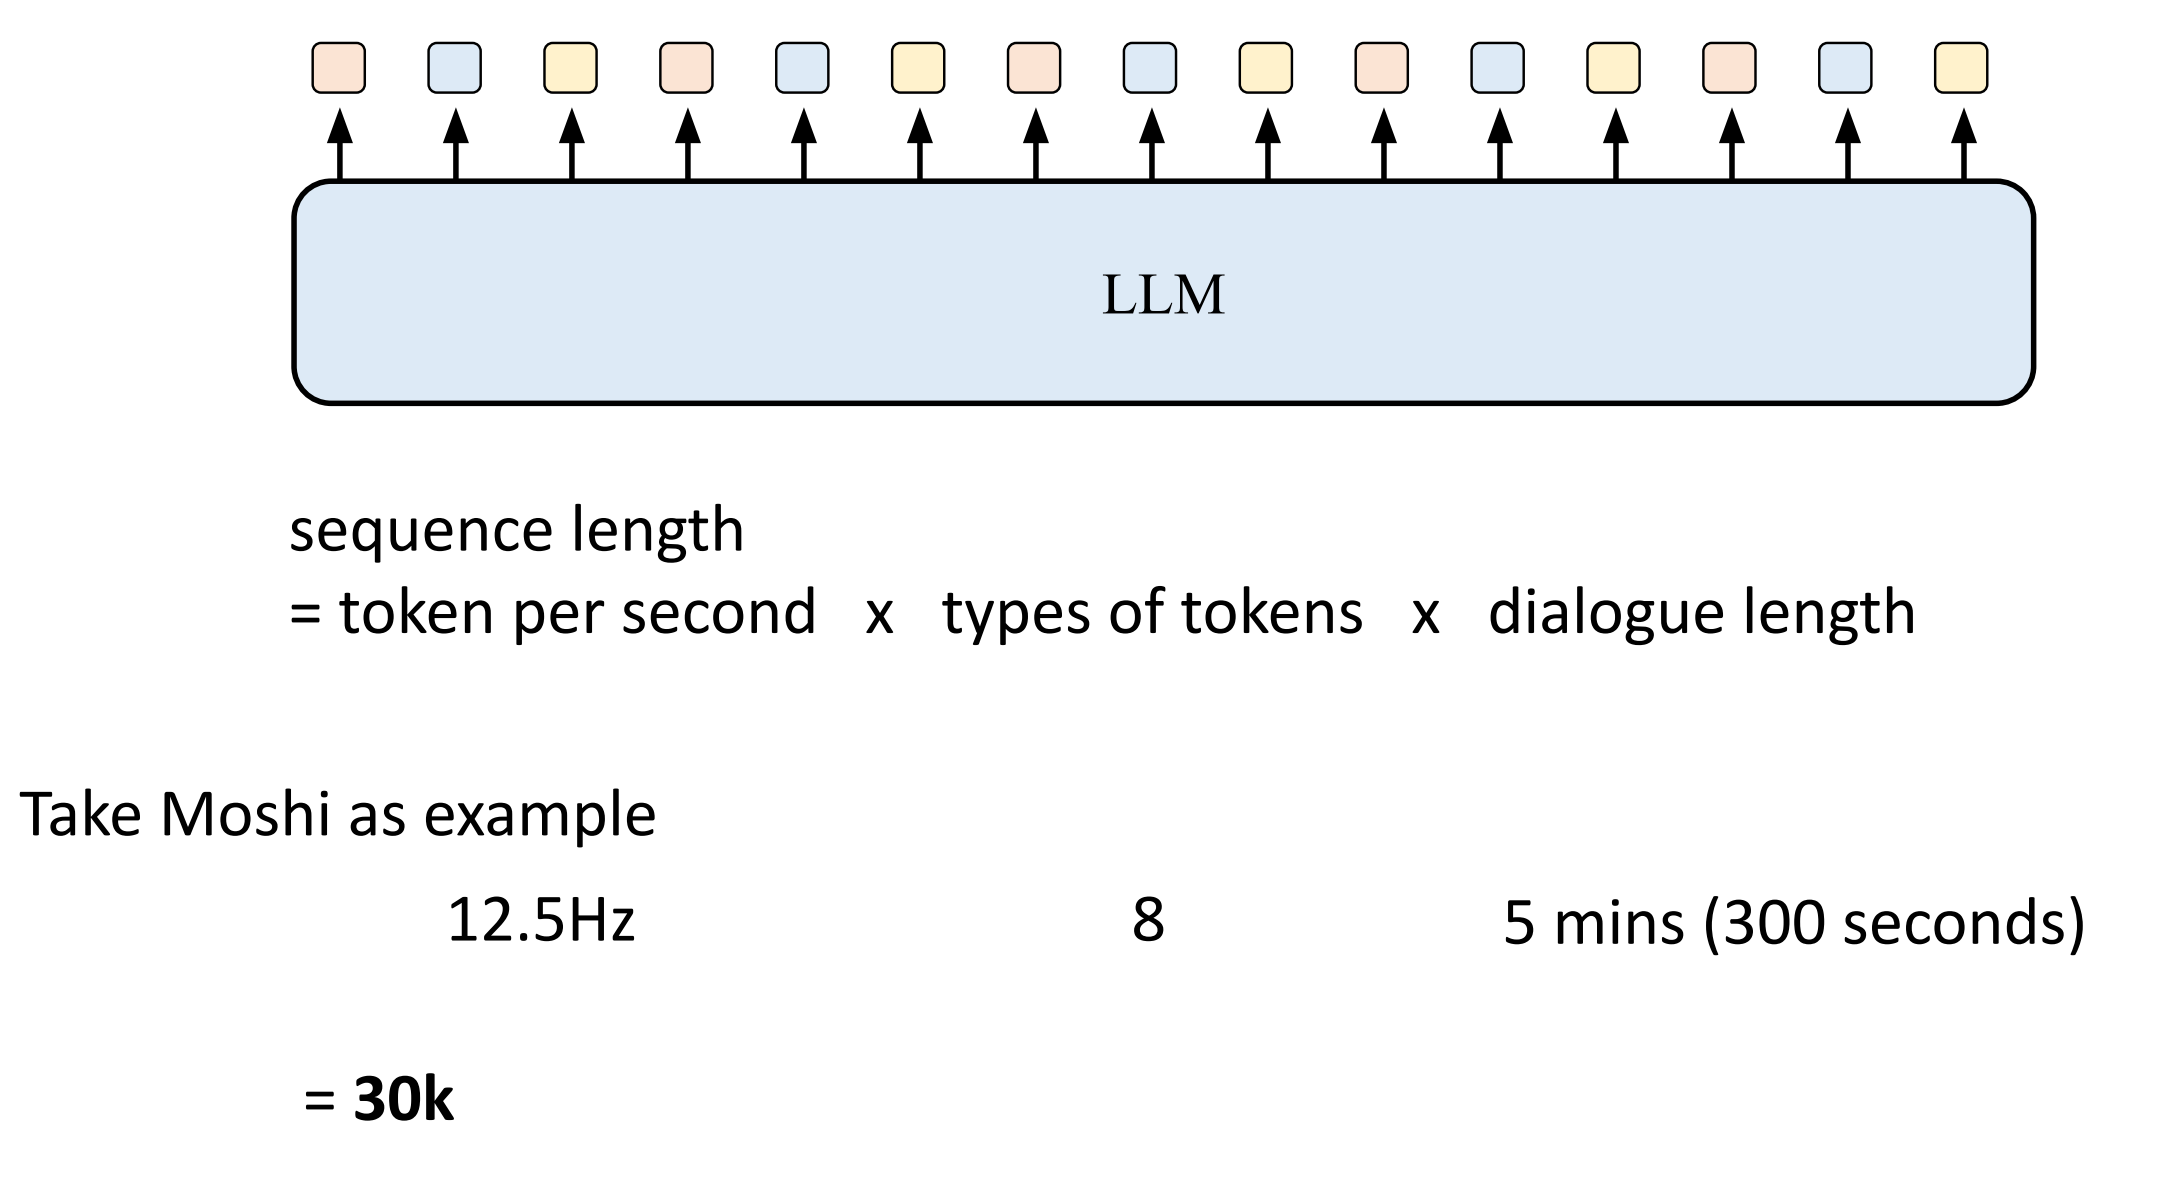 LLM
sequence length
= token per second x types of tokens x dialogue length
Take Moshi as example
12.5Hz 8 5 mins (300 seconds)
= 30k